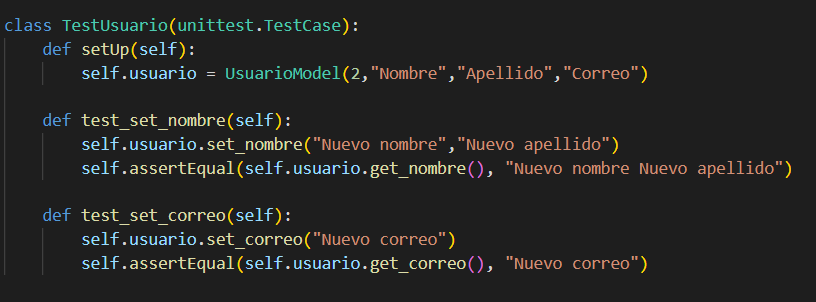 class TestUsuario(unittest.TestCase):
    def setUp(self):
        self.usuario = UsuarioModel(2,"Nombre","Apellido","Correo")

    def test_set_nombre(self):
        self.usuario.set_nombre("Nuevo nombre","Nuevo apellido")
        self.assertEqual(self.usuario.get_nombre(), "Nuevo nombre Nuevo apellido")

    def test_set_correo(self):
        self.usuario.set_correo("Nuevo correo")
        self.assertEqual(self.usuario.get_correo(), "Nuevo correo")